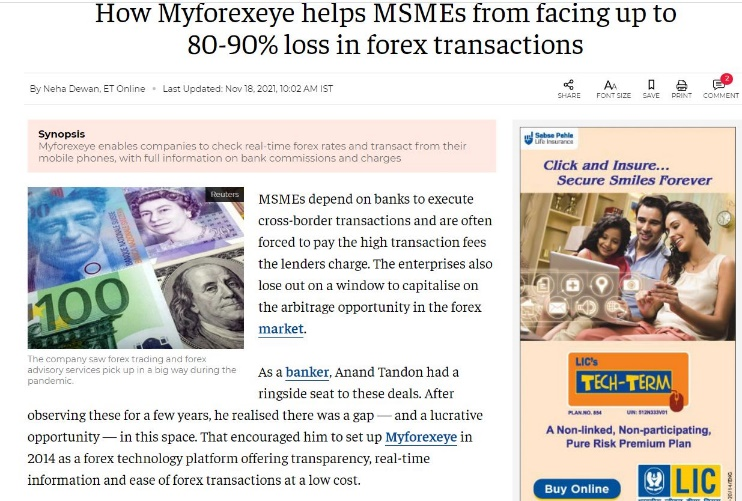 How Myforexeye helps MSMEs from facing up to
80-90% loss in forex transactions
By Neha Dewan, ET Online • Last Updated: Nov 18, 2021, 10:02 AM IST
SHARE
FONT SIZE
SAVE
PRINT
2
COMMENT
Synopsis
Myforexeye enables companies to check real-time forex rates and transact from their
mobile phones, with full information on bank commissions and charges
Reuters
100
The company saw forex trading and forex
advisory services pick up in a big way during the
pandemic.
MSMEs depend on banks to execute
cross-border transactions and are often
forced to pay the high transaction fees
the lenders charge. The enterprises also
lose out on a window to capitalise on
the arbitrage opportunity in the forex
market.
As a banker, Anand Tandon had a
ringside seat to these deals. After
observing these for a few years, he realised there was a gap — and a lucrative
opportunity — in this space. That encouraged him to set up Myforexeye in
2014 as a forex technology platform offering transparency, real-time
information and ease of forex transactions at a low cost.
Sabse Pehle
Life Insurance
Click and Insure...
Secure Smiles Forever
LIC's
TECH-TERM
PLAN NO. 854
UIN: 512N333V01
A Non-linked, Non-participating,
Pure Risk Premium Plan
Buy Online
LIC